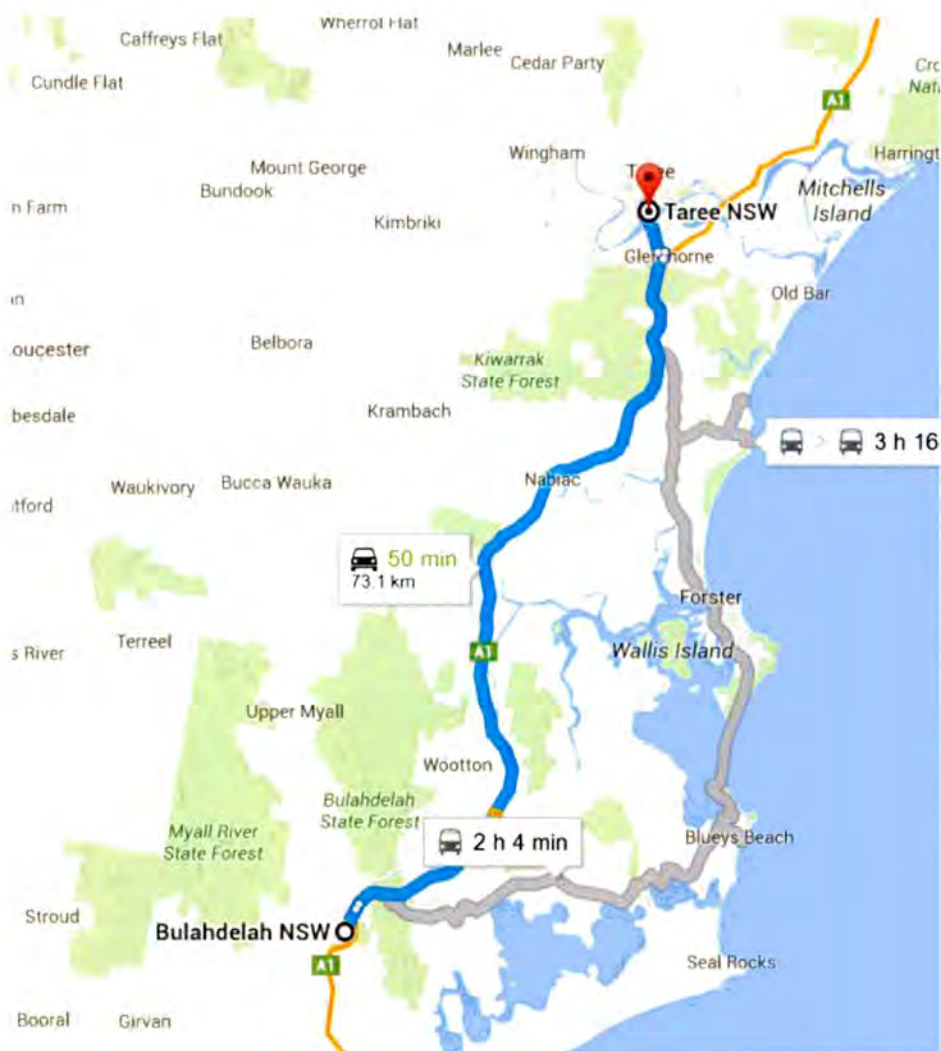 Wherrol Flat
Caffreys Flat
Marlee
Cedar Party
Cundle Flat
Cro
Nati
A1
Wingham
Harringt
Mount George
Bundook
Mitchells
Island
n Farm
Taree NSW
Kimbriki
Old Bar
oucester
Belbora
Kiwarrak
State Forest
besdale
Krambach
3 h 16
Nabiac
Waukivory
Bucca Wauka
tford
50 min
73.1 km
Forster
Terreel
s River
A1
Wallis Island
Upper Myall
Wootton
Bulahdelah
State Forest
Myall River
State Forest
2 h 4 min
Blueys Beach
Stroud
Bulahdelah NSW
A1
Seal Rocks
Booral
Girvan